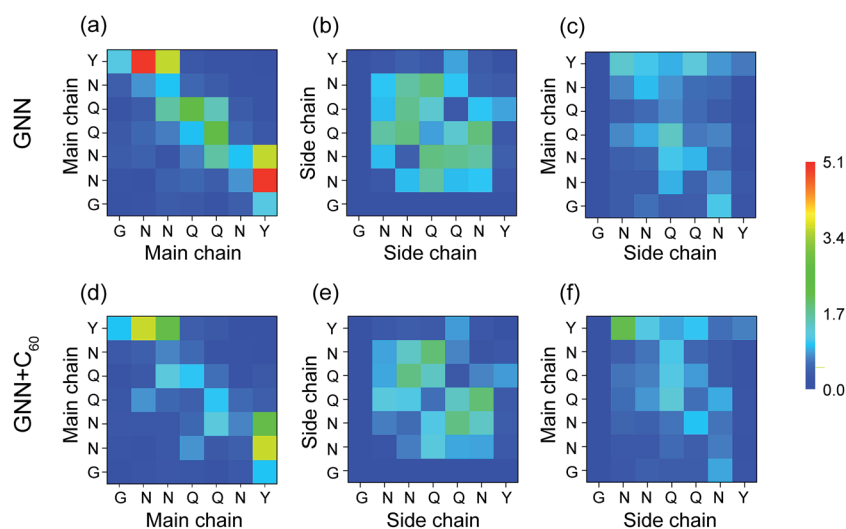 (a) (b) (c)
GNN
Main chain
Y
N
Q
Q
N
N
G
G N N Q Q N Y
Main chain
Side chain
Y
N
Q
Q
N
N
G
G N N Q Q N Y
Side chain
Main chain
Y
N
Q
Q
N
N
G
G N N Q Q N Y
Side chain
5.1
3.4
1.7
0.0
(d) (e) (f)
GNN+C60
Main chain
Y
N
Q
Q
N
N
G
G N N Q Q N Y
Main chain
Side chain
Y
N
Q
Q
N
N
G
G N N Q Q N Y
Side chain
Main chain
Y
N
Q
Q
N
N
G
G N N Q Q N Y
Side chain